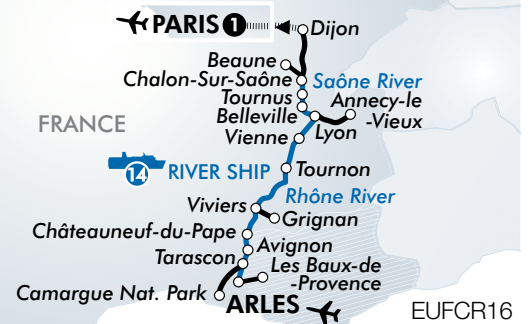 PARIS 1
Dijon
Beaune
Chalon-Sur-Saône
Saône River
Tournus
Annecy-le
-Vieux
Belleville
Lyon
FRANCE
Vienne
14 RIVER SHIP
Tournon
Rhône River
Viviers
Grignan
Châteauneuf-du-Pape
Avignon
Tarascon
Les Baux-de
-Provence
Camargue Nat. Park
ARLES
EUFCR16